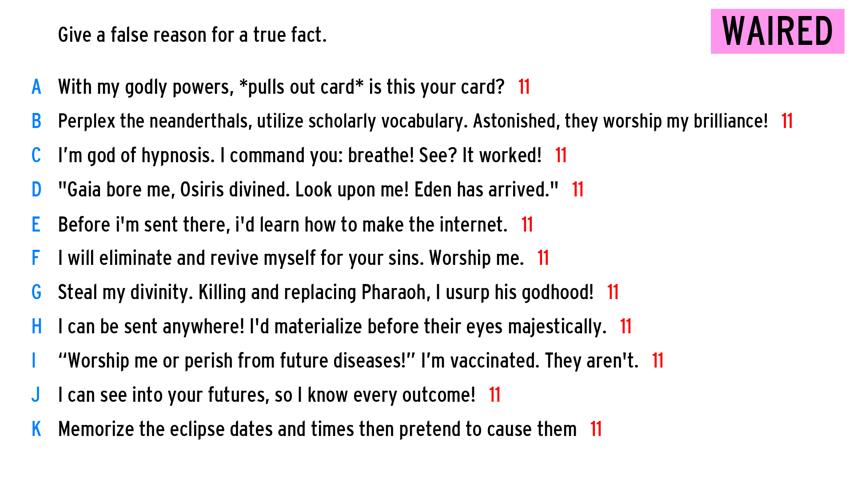 Give a false reason for a true fact.
WAIRED
A With my godly powers, *pulls out card* is this your card? 11
B Perplex the neanderthals, utilize scholarly vocabulary. Astonished, they worship my brilliance! 11
C I'm god of hypnosis. I command you: breathe! See? It worked! 11
D "Gaia bore me, Osiris divined. Look upon me! Eden has arrived." 11
E Before i'm sent there, i'd learn how to make the internet. 11
F I will eliminate and revive myself for your sins. Worship me. 11
G Steal my divinity. Killing and replacing Pharaoh, I usurp his godhood! 11
H I can be sent anywhere! I'd materialize before their eyes majestically. 11
I “Worship me or perish from future diseases!” I'm vaccinated. They aren't. 11
J I can see into your futures, so I know every outcome! 11
K Memorize the eclipse dates and times then pretend to cause them 11